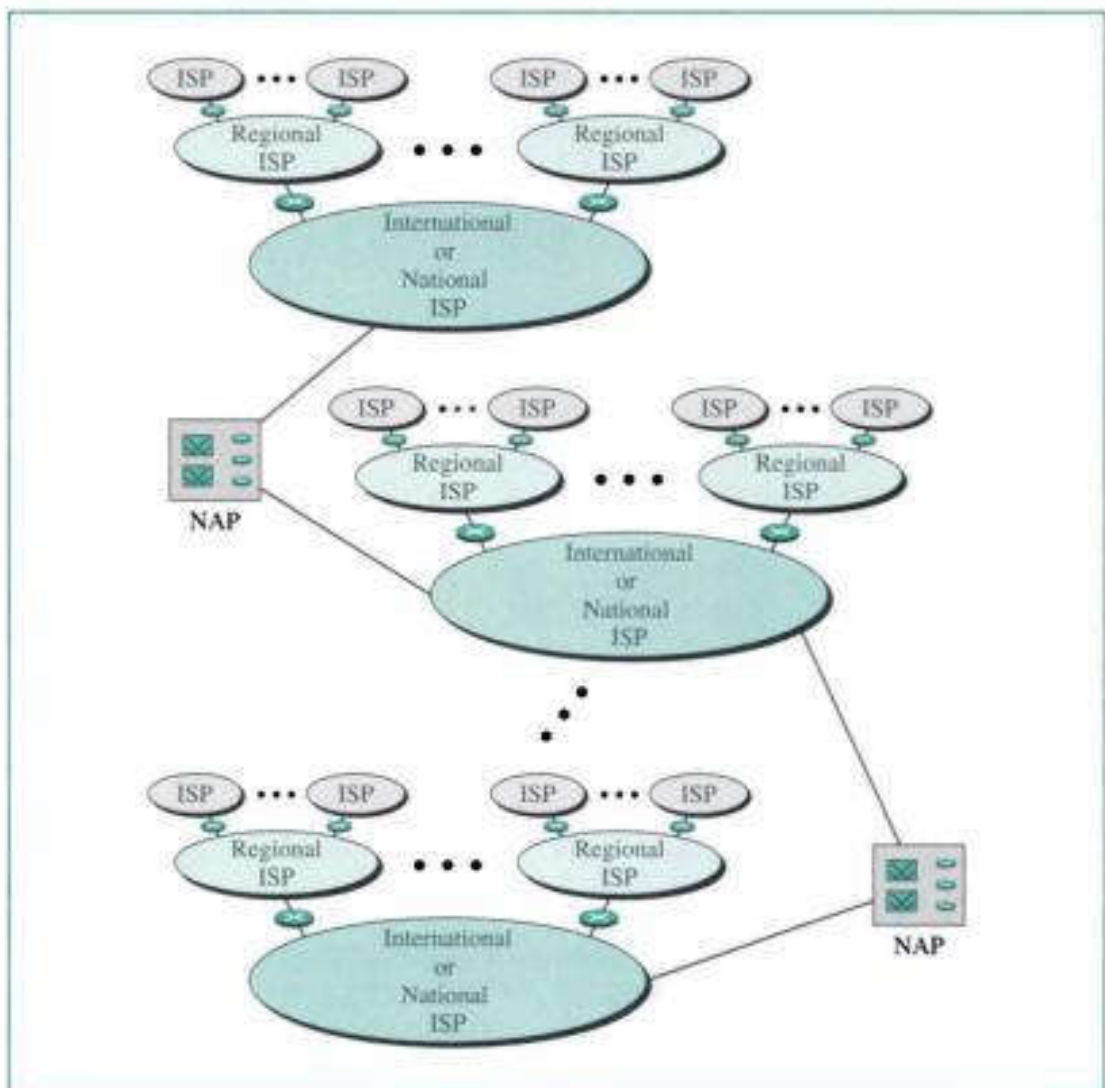 ISP ISP ISP ISP
Regional ISP Regional ISP
International
or
National
ISP
NAP
ISP ISP ISP ISP
Regional ISP Regional ISP
International
or
National
ISP
ISP ISP ISP ISP
Regional ISP Regional ISP
International
or
National
ISP
NAP